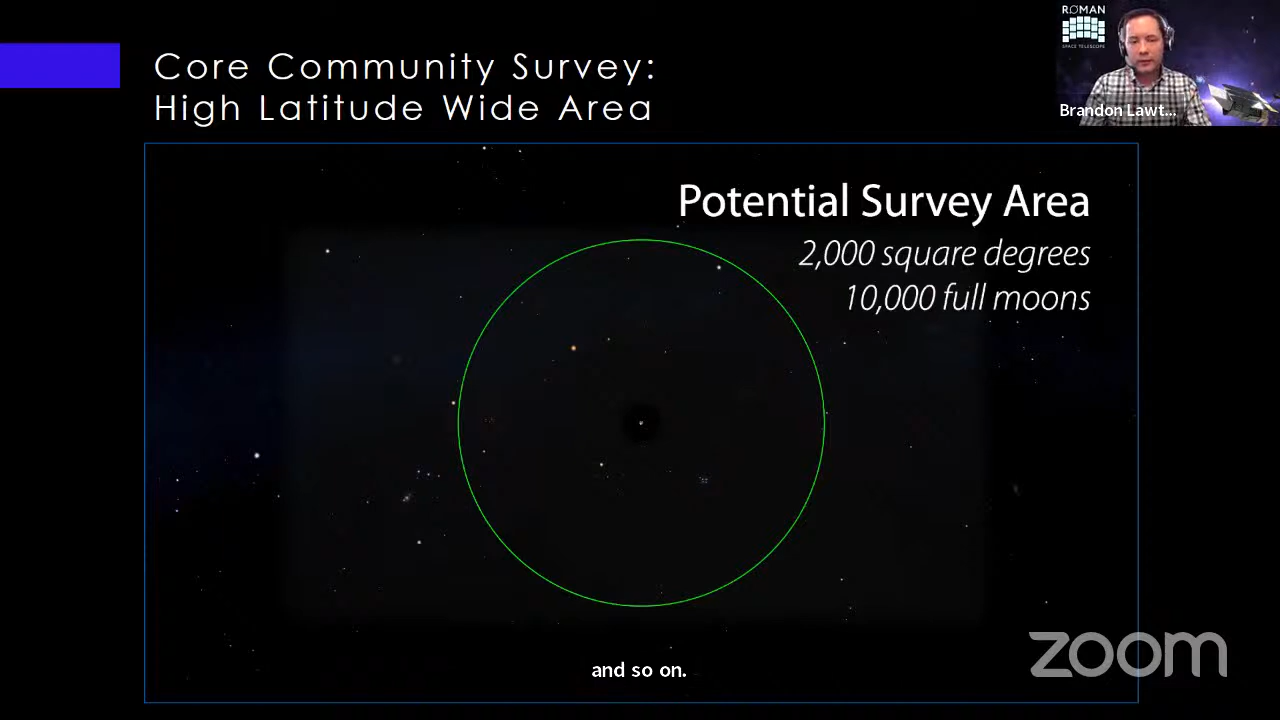 Core Community Survey:
High Latitude Wide Area
ROMAN
SPACE TELESCOPE
Brandon Lawt...
Potential Survey Area
2,000 square degrees
10,000 full moons
and so on.
zoom